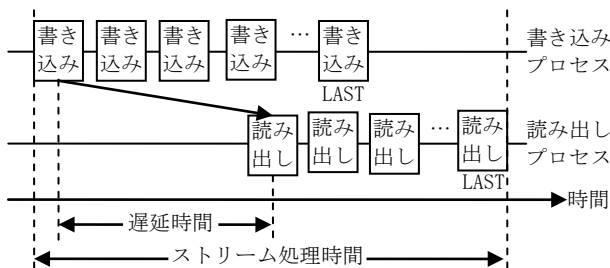 書き
込み
書き
込み
書き
込み
書き
込み
…
書き
込み
LAST
書き込み
プロセス
読み
出し
読み
出し
読み
出し
…
読み
出し
LAST
読み出し
プロセス
時間
遅延時間
ストリーム処理時間